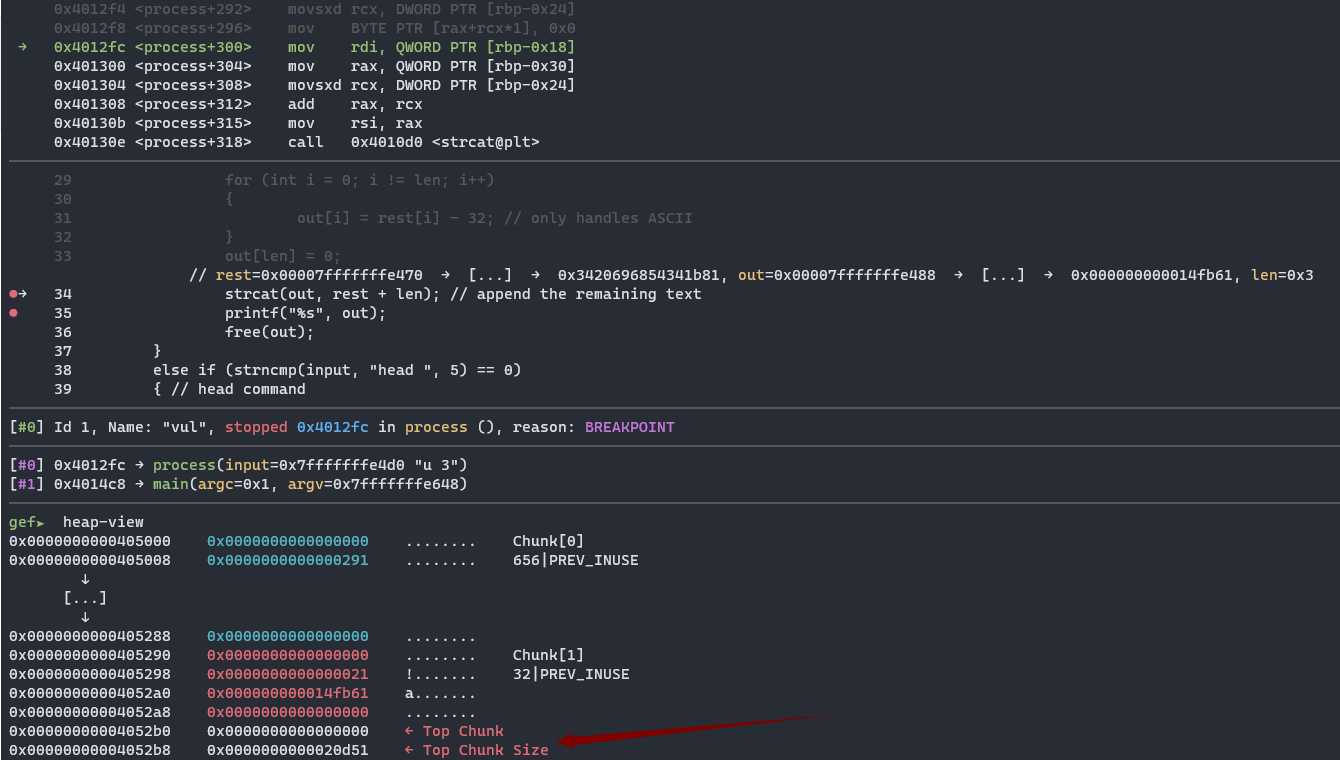 0x4012f4 <process+292>    movsxd rcx, DWORD PTR [rbp-0x24]
0x4012f8 <process+296>    mov    BYTE PTR [rax+rcx*1], 0x0
→   0x4012fc <process+300>    mov    rdi, QWORD PTR [rbp-0x18]
0x401300 <process+304>    mov    rax, QWORD PTR [rbp-0x30]
0x401304 <process+308>    movsxd rcx, DWORD PTR [rbp-0x24]
0x401308 <process+312>    add    rax, rcx
0x40130b <process+315>    mov    rsi, rax
0x40130e <process+318>    call   0x4010d0 <strcat@plt>
29                 for (int i = 0; i != len; i++)
30                 {
31                         out[i] = rest[i] - 32; // only handles ASCII
32                 }
33                 out[len] = 0;
// rest=0x00007fffffffe470  →  [...]  →  0x3420696854341b81, out=0x00007fffffffe488  →  [...]  →  0x000000000014fb61, len=0x3
●→   34                 strcat(out, rest + len); // append the remaining text
●    35                 printf("%s", out);
36                 free(out);
37         }
38         else if (strncmp(input, "head ", 5) == 0)
39         { // head command
[#0] Id 1, Name: "vul", stopped 0x4012fc in process (), reason: BREAKPOINT
[#0] 0x4012fc → process(input=0x7fffffffe4d0 "u 3")
[#1] 0x4014c8 → main(argc=0x1, argv=0x7fffffffe648)
gef➤  heap-view
0x0000000000405000    0x0000000000000000    ........    Chunk[0]
0x0000000000405008    0x0000000000000291    ........    656|PREV_INUSE
↓
[...]
↓
0x0000000000405288    0x0000000000000000    ........
0x0000000000405290    0x0000000000000000    ........    Chunk[1]
0x0000000000405298    0x0000000000000021    !.......    32|PREV_INUSE
0x00000000004052a0    0x000000000014fb61    a.......
0x00000000004052a8    0x0000000000000000    ........
0x00000000004052b0    0x0000000000000000    ← Top Chunk
0x00000000004052b8    0x0000000000020d51    ← Top Chunk Size